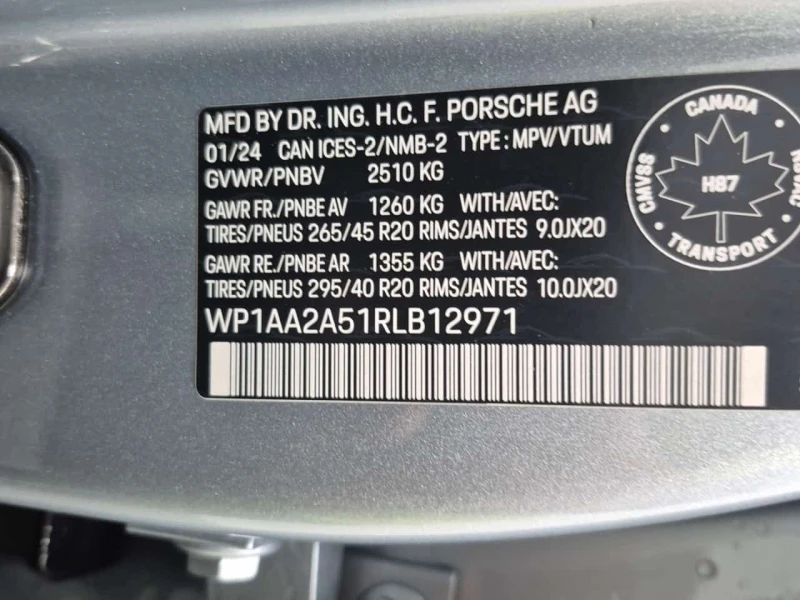 MFD BY DR. ING. H.C. F. PORSCHE AG
01/24 CAN ICES-2/NMB-2 TYPE: MPV/VTUM
GVWR/PNBV 2510 KG
GAWR FR./PNBE AV 1260 KG WITH/AVEC:
TIRES/PNEUS 265/45 R20 RIMS/JANTES 9.0JX20
GAWR RE./PNBE AR 1355 KG WITH/AVEC:
TIRES/PNEUS 295/40 R20 RIMS/JANTES 10.0JX20
WP1AA2A51RLB12971
CANADA
CMVSS
H87
TRANSPORT